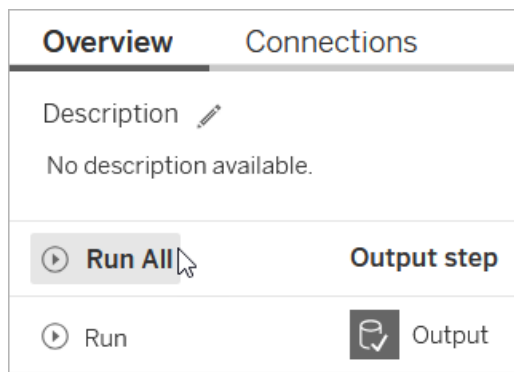 Overview Connections
Description
No description available.
Run All Output step
Run Output